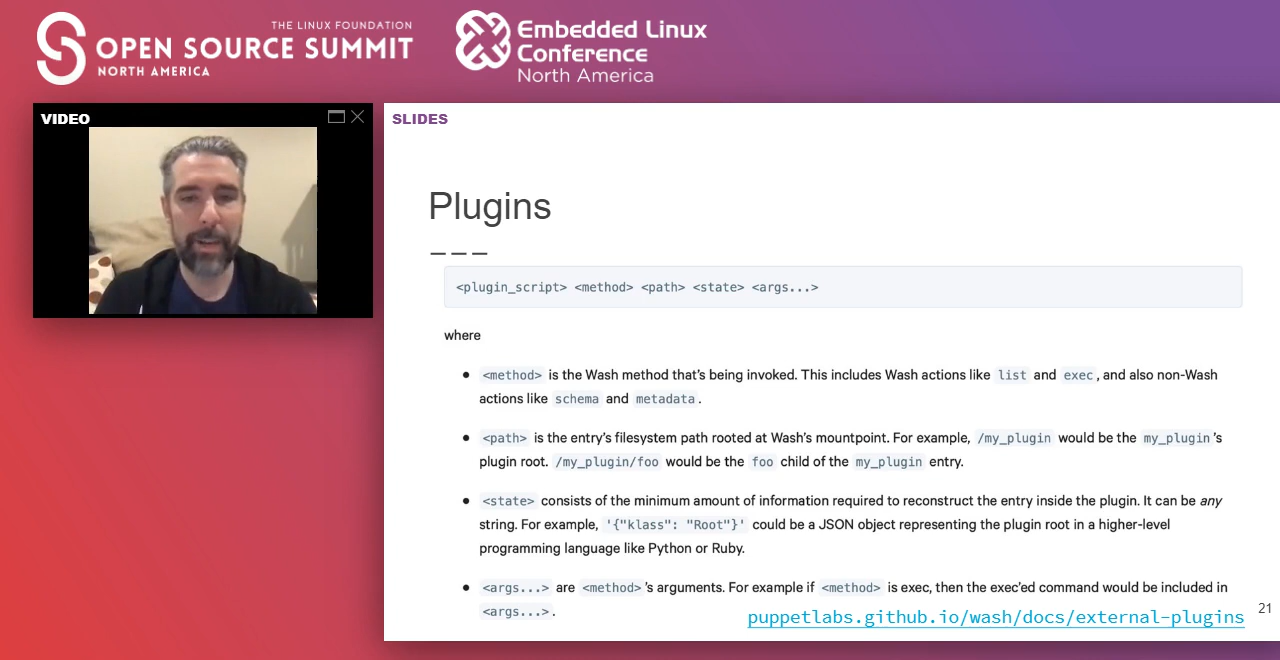 THE LINUX FOUNDATION
OPEN SOURCE SUMMIT
NORTH AMERICA
Embedded Linux
Conference
North America
VIDEO
SLIDES
Plugins
<plugin_script> <method> <path> <state> <args...>
where
• <method> is the Wash method that's being invoked. This includes Wash actions like list and exec, and also non-Wash
actions like schema and metadata.
• <path> is the entry's filesystem path rooted at Wash's mountpoint. For example, /my_plugin would be the my_plugin's
plugin root. /my_plugin/foo would be the foo child of the my_plugin entry.
• <state> consists of the minimum amount of information required to reconstruct the entry inside the plugin. It can be any
string. For example, '{"klass": "Root"}' could be a JSON object representing the plugin root in a higher-level
programming language like Python or Ruby.
• <args...> are <method>'s arguments. For example if <method> is exec, then the exec'ed command would be included in
<args...>.
puppetlabs.github.io/wash/docs/external-plugins
21